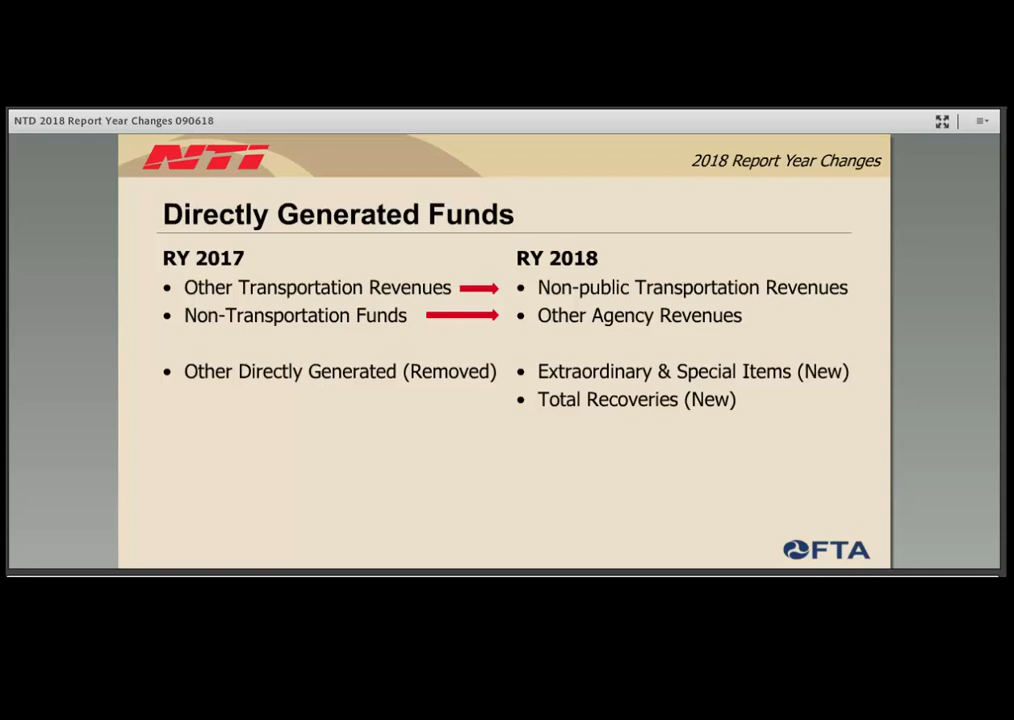 NTD 2018 Report Year Changes 090618
NTI
2018 Report Year Changes
Directly Generated Funds
RY 2017
• Other Transportation Revenues
• Non-Transportation Funds
• Other Directly Generated (Removed)
RY 2018
• Non-public Transportation Revenues
• Other Agency Revenues
• Extraordinary & Special Items (New)
• Total Recoveries (New)
FTA